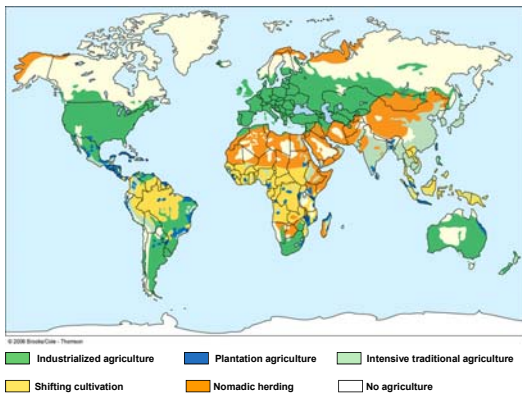 © 2006 Brooks/Cole - Thomson
Industrialized agriculture
Plantation agriculture
Intensive traditional agriculture
Shifting cultivation
Nomadic herding
No agriculture